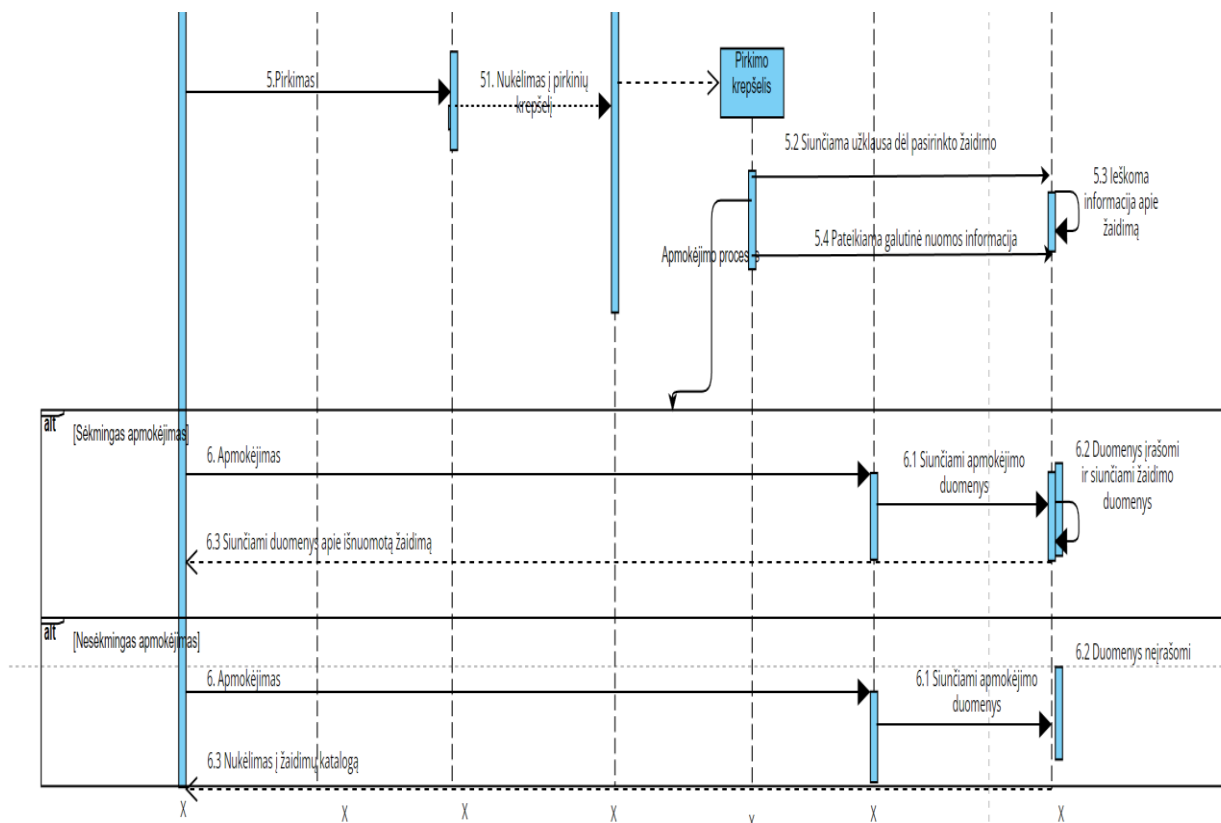 Pirkimo
krepšelis
5.Pirkimas
51. Nukėlimas į pirkinių
krepšelį
5.2 Siunčiama užklausa dėl pasirinkto žaidimo
5.3 Ieškoma
informacija apie
žaidimą
5.4 Pateikiama galutinė nuomos informacija
Apmokėjimo procesas
alt
[Sėkmingas apmokėjimas]
6. Apmokėjimas
6.1 Siunčiami apmokėjimo
duomenys
6.2 Duomenys įrašomi
ir siunčiami žaidimo
duomenys
6.3 Siunčiami duomenys apie išnuomotą žaidimą
alt
[Nesėkmingas apmokėjimas]
6.2 Duomenys neįrašomi
6. Apmokėjimas
6.1 Siunčiami apmokėjimo
duomenys
6.3 Nukėlimas į žaidimų katalogą
X X X X X X X